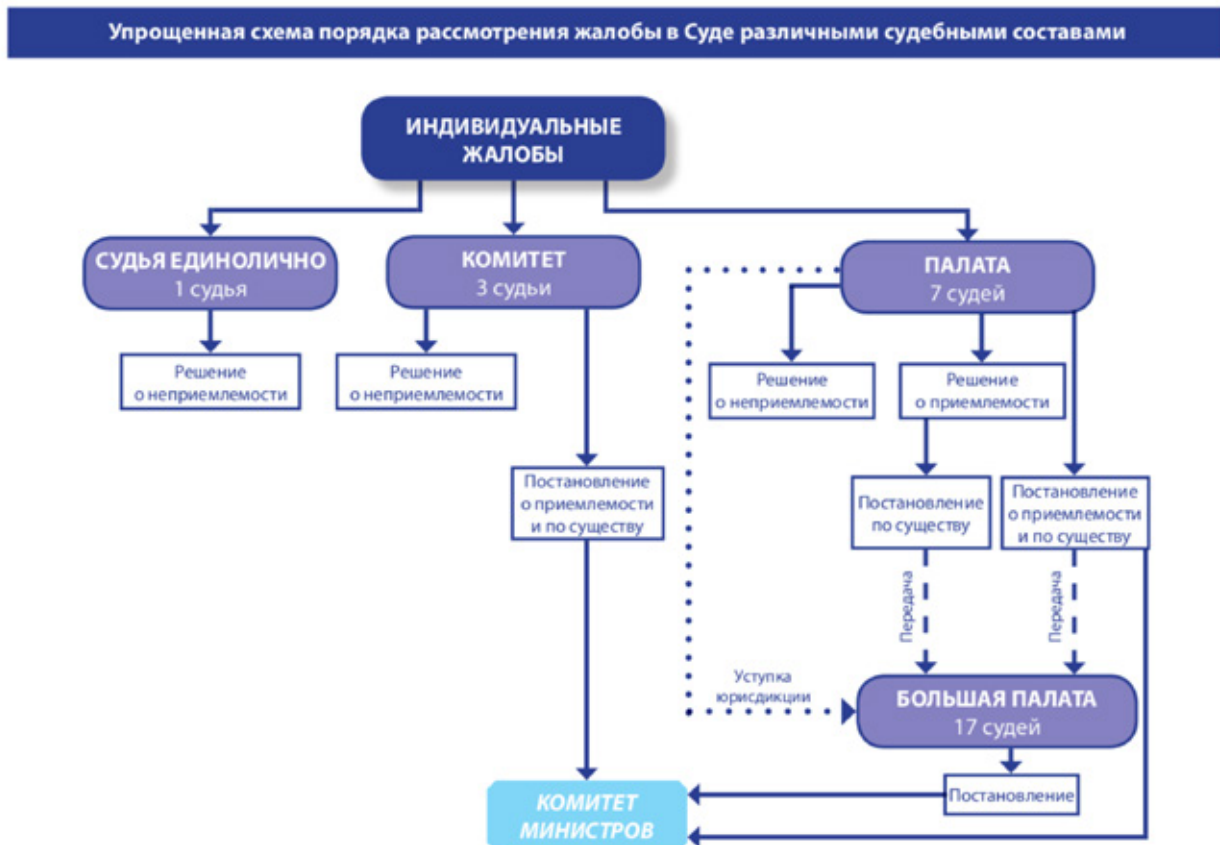 Упрощенная схема порядка рассмотрения жалобы в Суде различными судебными составами
ИНДИВИДУАЛЬНЫЕ
ЖАЛОБЫ
СУДЬЯ ЕДИНОЛИЧНО
1 судья
КОМИТЕТ
3 судьи
ПАЛАТА
7 судей
Решение
о неприемлемости
Решение
о неприемлемости
Решение
о неприемлемости
Решение
о приемлемости
Постановление
о приемлемости
и по существу
Постановление
по существу
Постановление
о приемлемости
и по существу
Передача
Передача
Уступка
юрисдикции
БОЛЬШАЯ ПАЛАТА
17 судей
Постановление
КОМИТЕТ
МИНИСТРОВ